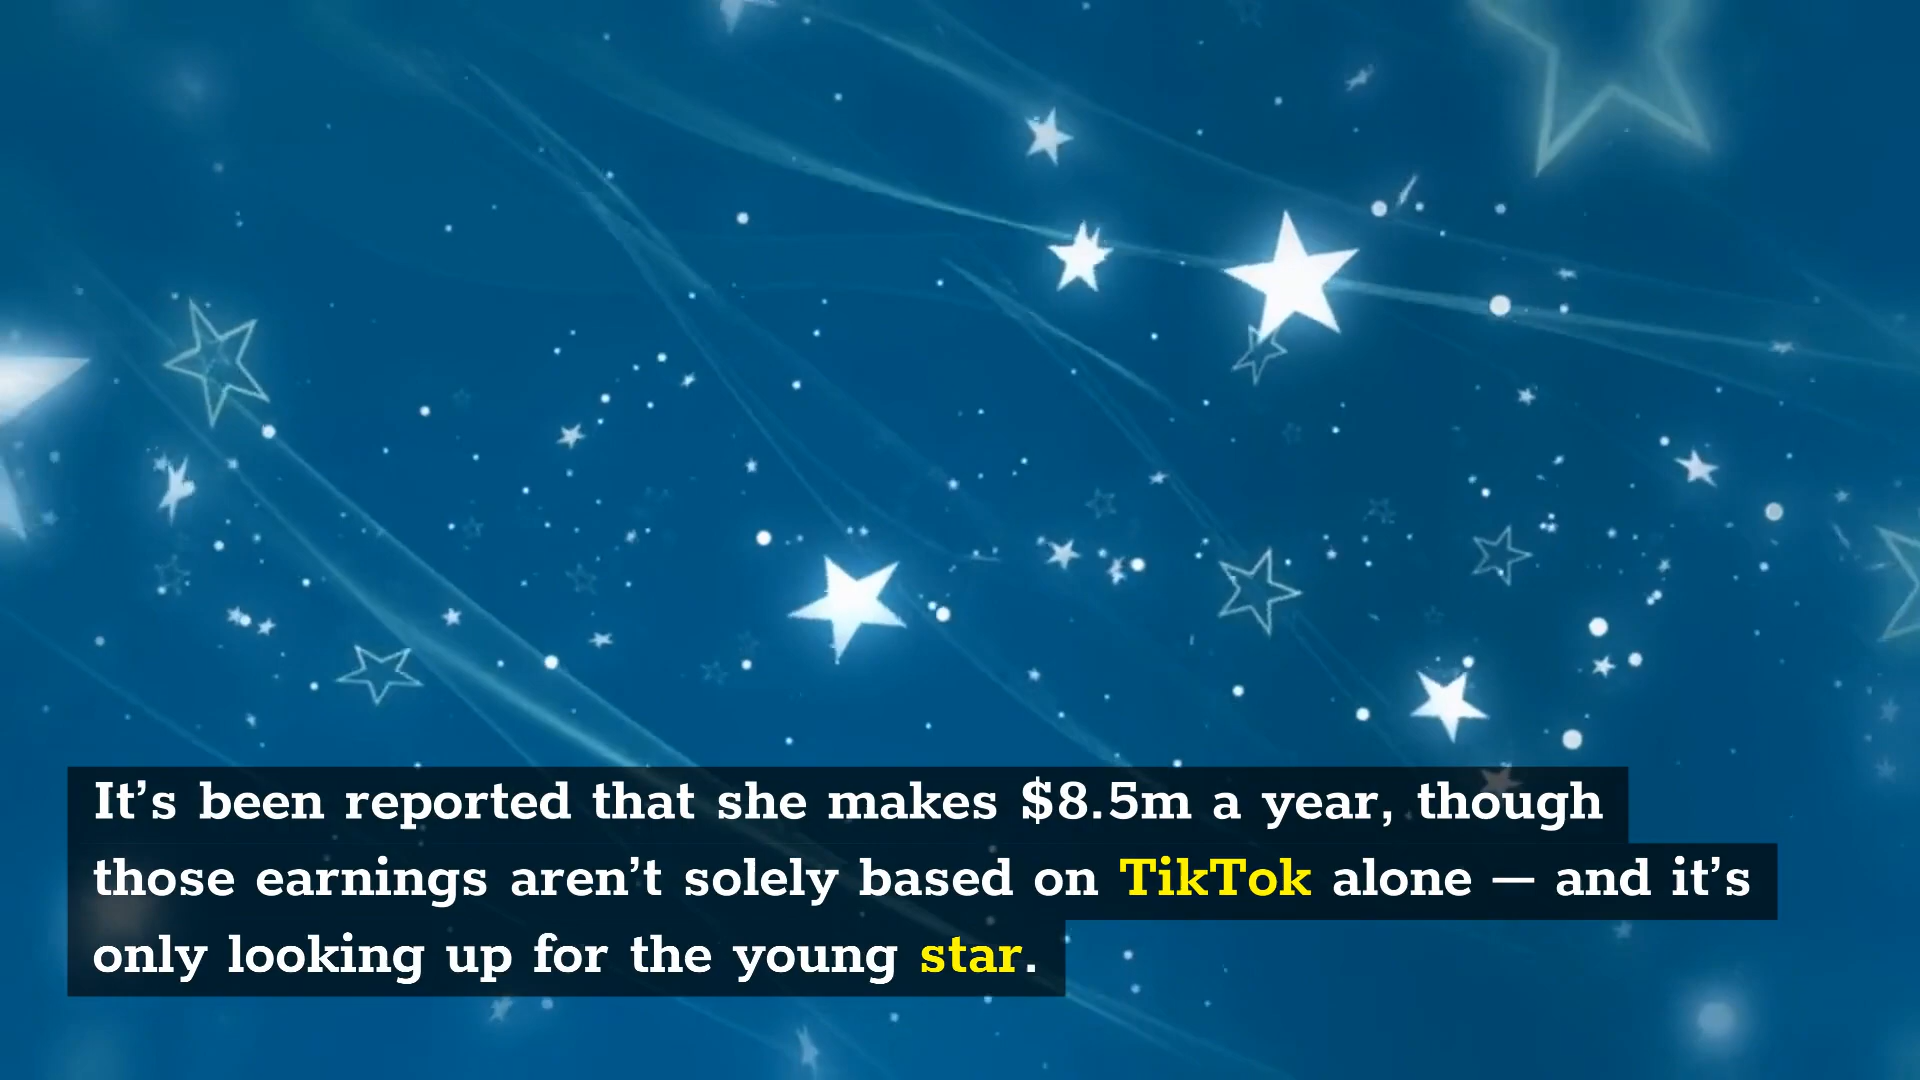 It’s been reported that she makes $8.5m a year, though
those earnings aren’t solely based on TikTok alone — and it’s
only looking up for the young star.